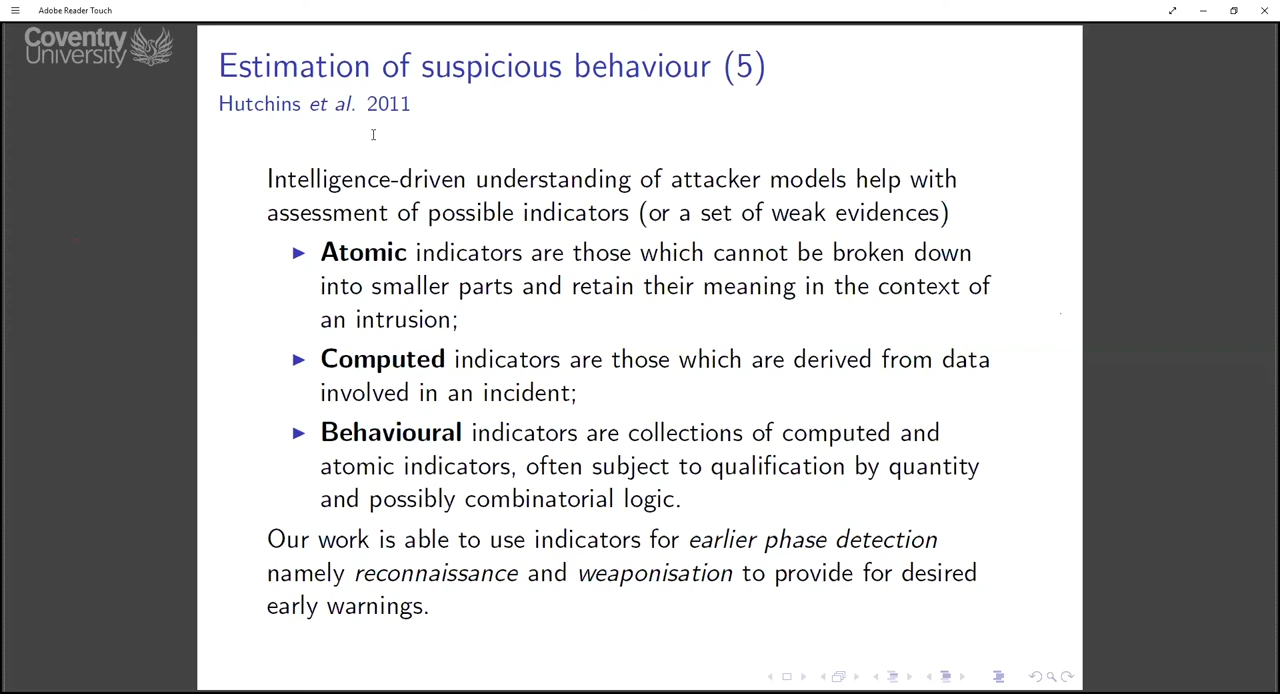 Adobe Reader Touch
Coventry
University
Estimation of suspicious behaviour (5)
Hutchins et al. 2011
Intelligence-driven understanding of attacker models help with
assessment of possible indicators (or a set of weak evidences)
Atomic indicators are those which cannot be broken down
into smaller parts and retain their meaning in the context of
an intrusion;
Computed indicators are those which are derived from data
involved in an incident;
Behavioural indicators are collections of computed and
atomic indicators, often subject to qualification by quantity
and possibly combinatorial logic.
Our work is able to use indicators for earlier phase detection
namely reconnaissance and weaponisation to provide for desired
early warnings.